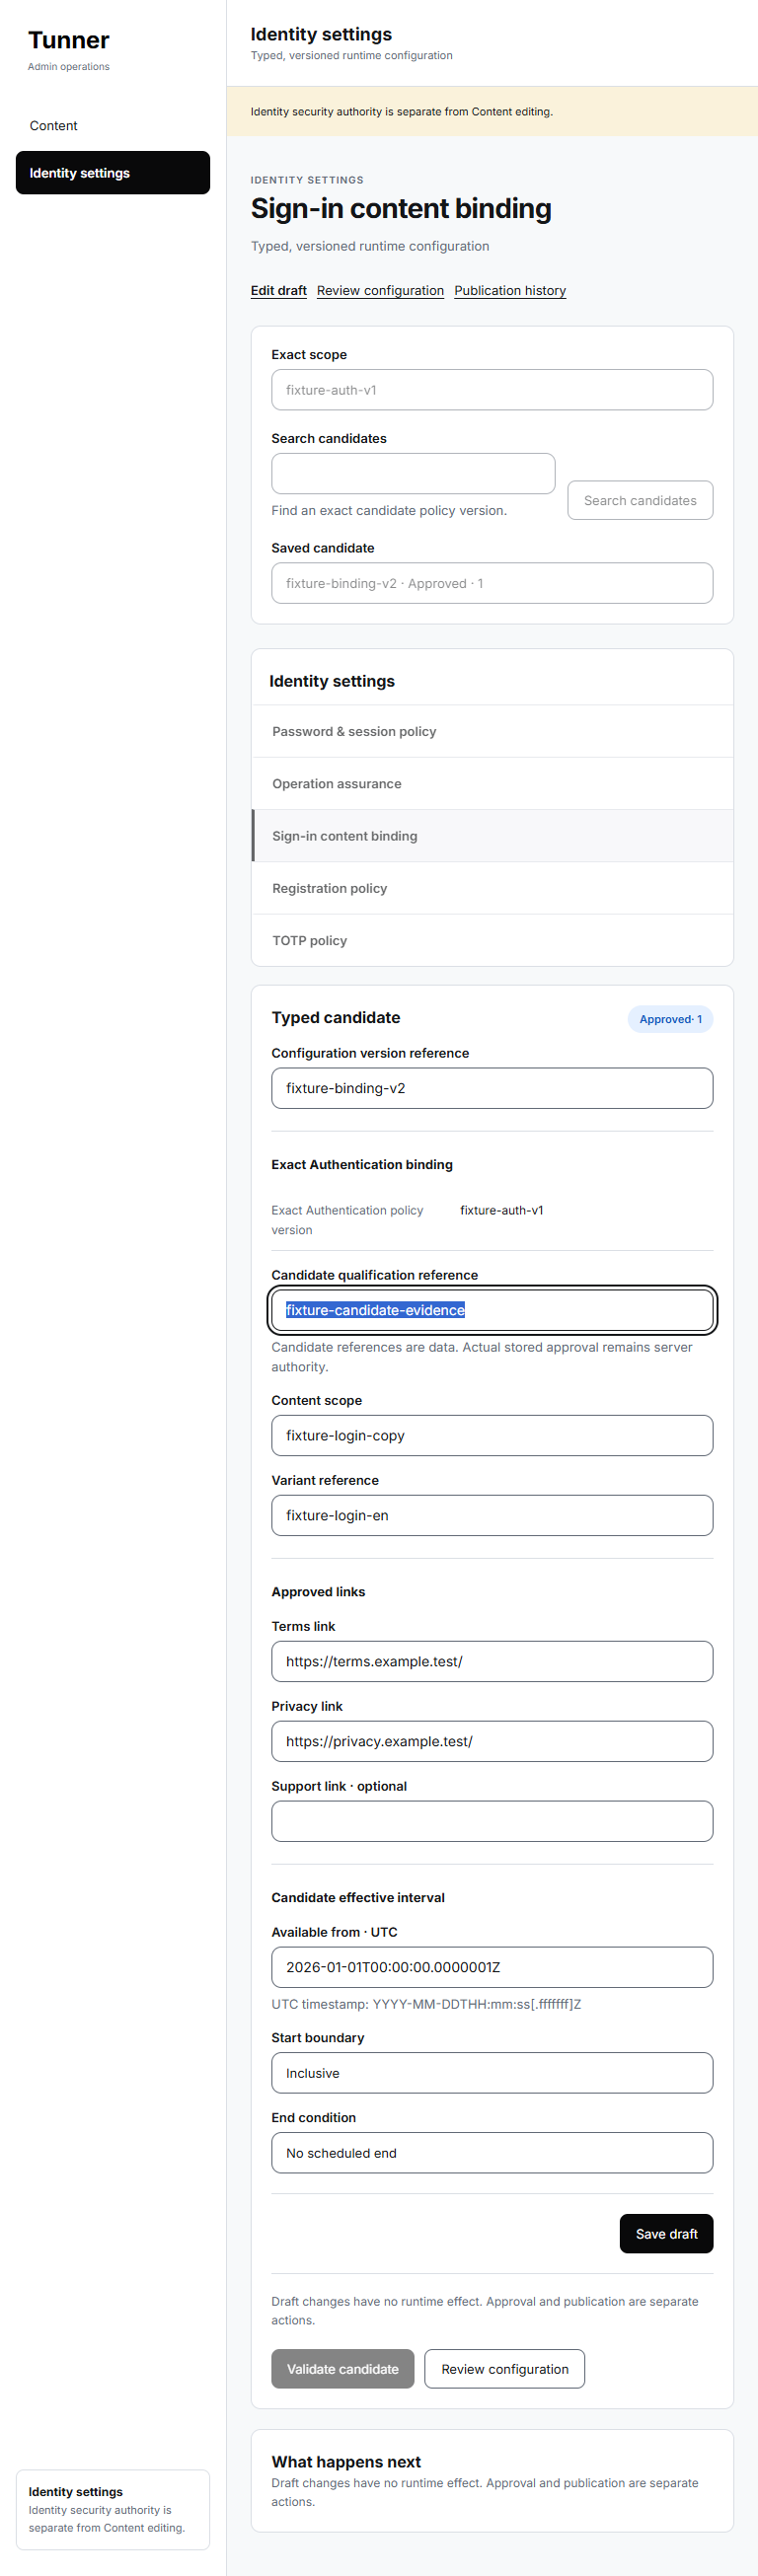 Tunner
Admin operations
Content
Identity settings
Identity settings
Typed, versioned runtime configuration
Identity security authority is separate from Content editing.
IDENTITY SETTINGS
Sign-in content binding
Typed, versioned runtime configuration
Edit draft Review configuration Publication history
Exact scope
fixture-auth-v1
Search candidates
Search candidates
Find an exact candidate policy version.
Saved candidate
fixture-binding-v2 · Approved · 1
Identity settings
Password & session policy
Operation assurance
Sign-in content binding
Registration policy
TOTP policy
Typed candidate
Approved· 1
Configuration version reference
fixture-binding-v2
Exact Authentication binding
Exact Authentication policy
version
fixture-auth-v1
Candidate qualification reference
fixture-candidate-evidence
Candidate references are data. Actual stored approval remains server
authority.
Content scope
fixture-login-copy
Variant reference
fixture-login-en
Approved links
Terms link
https://terms.example.test/
Privacy link
https://privacy.example.test/
Support link · optional
Candidate effective interval
Available from · UTC
2026-01-01T00:00:00.0000001Z
UTC timestamp: YYYY-MM-DDTHH:mm:ss[.fffffff]Z
Start boundary
Inclusive
End condition
No scheduled end
Save draft
Draft changes have no runtime effect. Approval and publication are separate
actions.
Validate candidate
Review configuration
What happens next
Draft changes have no runtime effect. Approval and publication are separate
actions.
Identity settings
Identity security authority is
separate from Content editing.